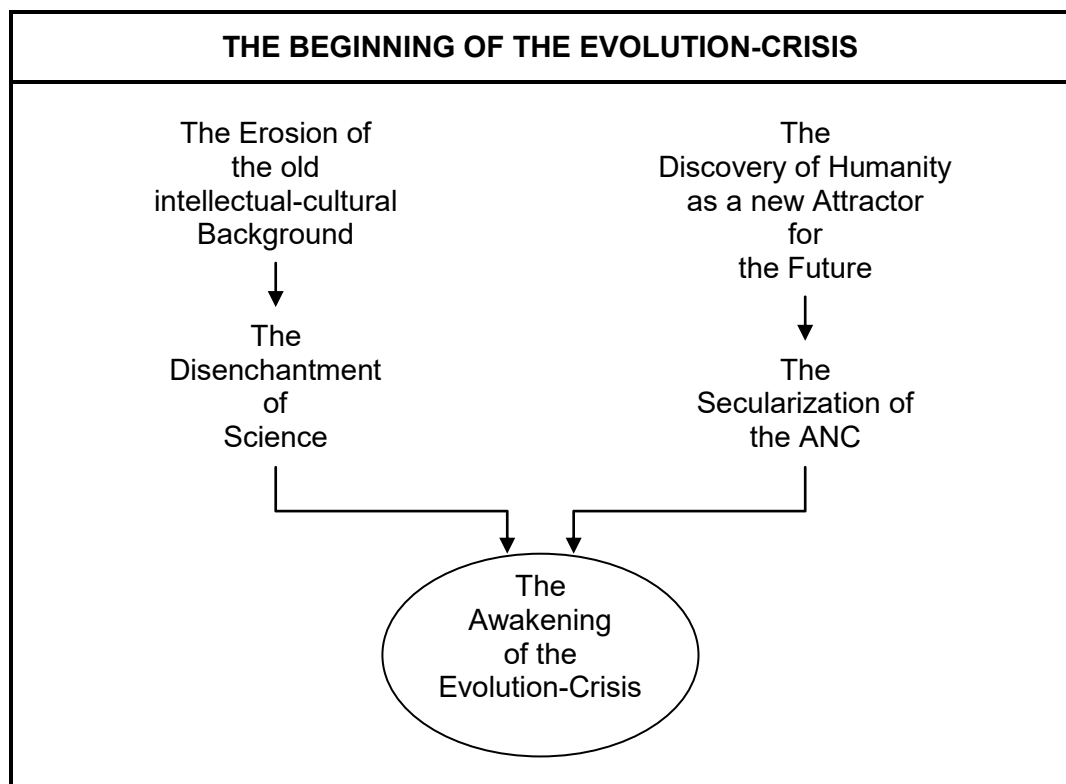 THE BEGINNING OF THE EVOLUTION-CRISIS
The Erosion of
the old
intellectual-cultural
Background
The
Disenchantment
of
Science
The
Discovery of Humanity
as a new Attractor
for
the Future
The
Secularization of
the ANC
The
Awakening
of the
Evolution-Crisis